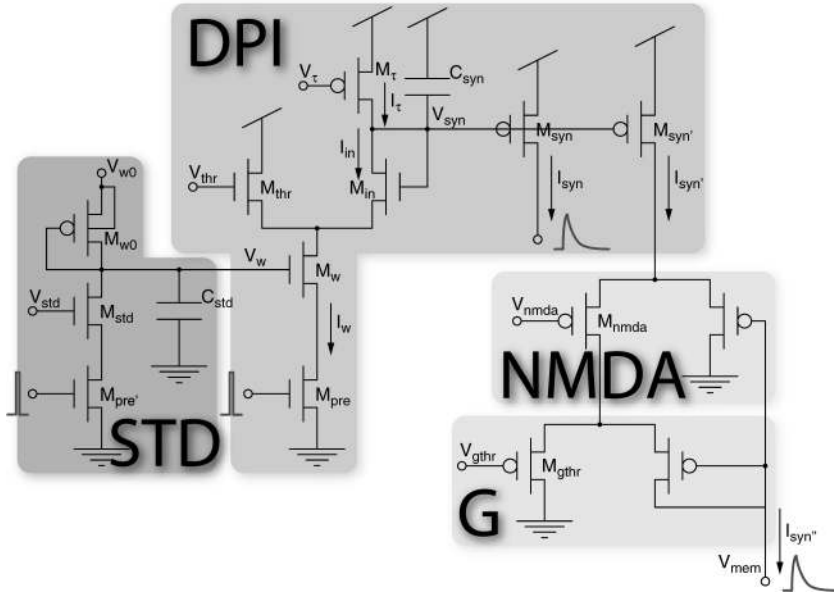 DPI
Vτ
Mτ
Csyn
Iτ
Vsyn
Iin
Vthr
Mthr
Min
Msyn
Msyn'
Isyn
Isyn'
Vw0
Mw0
Vw
Mw
Vstd
Mstd
Cstd
Iw
Mpre'
Mpre
STD
Vnmda
Mnmda
NMDA
Vgthr
Mgthr
G
Isyn"
Vmem